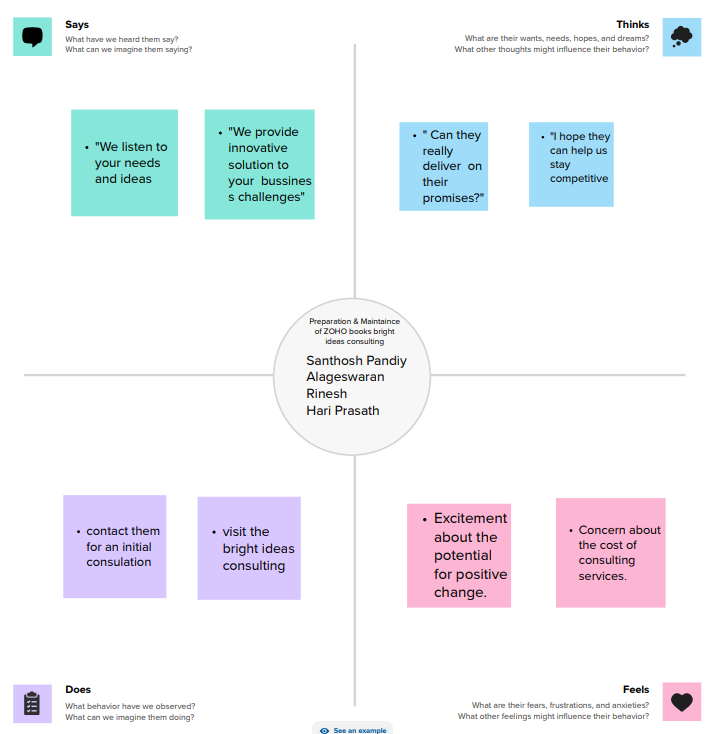 Says
What have we heard them say?
What can we imagine them saying?
Thinks
What are their wants, needs, hopes, and dreams?
What other thoughts might influence their behavior?
• "We listen to
your needs
and ideas
• "We provide
innovative
solution to
your bussines
s challenges"
• " Can they
really
deliver on
their
promises?"
• "I hope they
can help us
stay
competitive
Preparation & Maintaince
of ZOHO books bright
ideas consulting
Santhosh Pandiy
Alageswaran
Rinesh
Hari Prasath
• contact them
for an initial
consulation
• visit the
bright ideas
consulting
• Excitement
about the
potential
for positive
change.
• Concern about
the cost of
consulting
services.
Does
What behavior have we observed?
What can we imagine them doing?
Feels
What are their fears, frustrations, and anxieties?
What other feelings might influence their behavior?
See an example